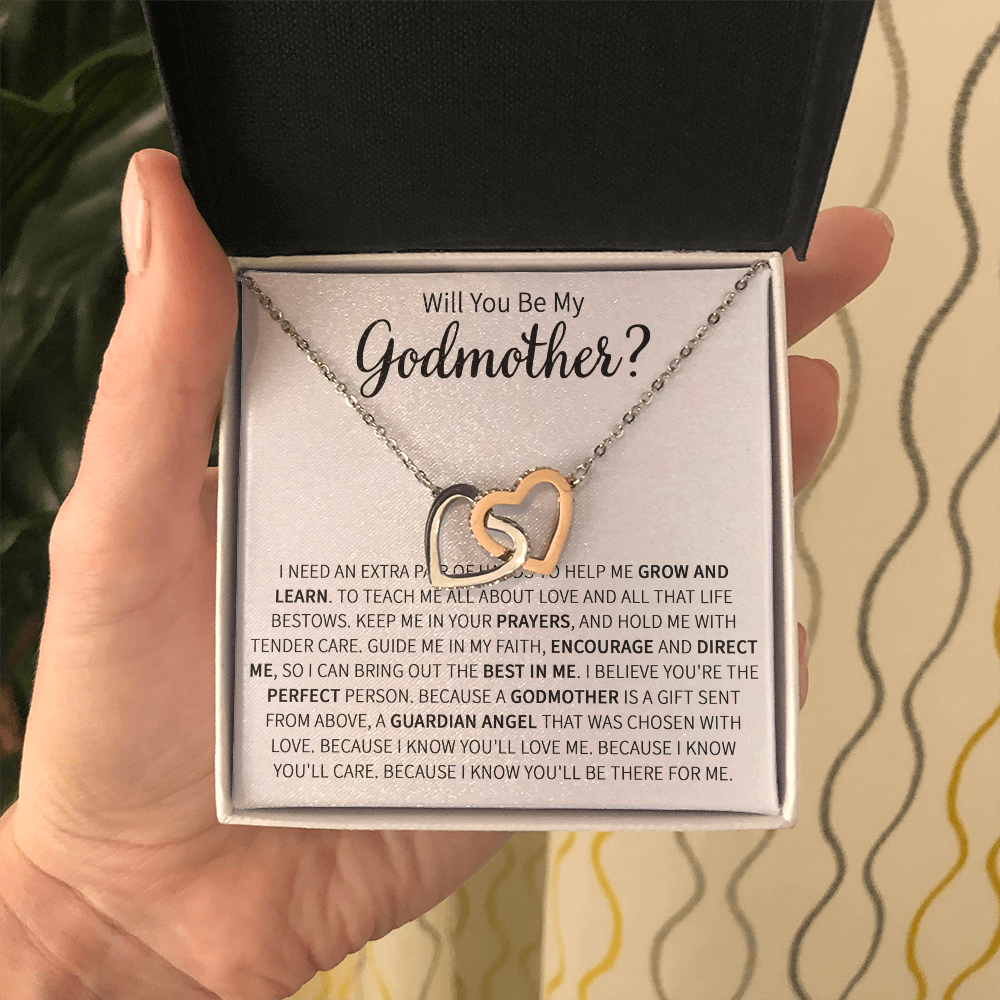 Will You Be My
Godmother?
I NEED AN EXTRA PAIR OF HANDS TO HELP ME GROW AND
LEARN. TO TEACH ME ALL ABOUT LOVE AND ALL THAT LIFE
BESTOWS. KEEP ME IN YOUR PRAYERS, AND HOLD ME WITH
TENDER CARE. GUIDE ME IN MY FAITH, ENCOURAGE AND DIRECT
ME, SO I CAN BRING OUT THE BEST IN ME. I BELIEVE YOU'RE THE
PERFECT PERSON. BECAUSE A GODMOTHER IS A GIFT SENT
FROM ABOVE, A GUARDIAN ANGEL THAT WAS CHOSEN WITH
LOVE. BECAUSE I KNOW YOU'LL LOVE ME. BECAUSE I KNOW
YOU'LL CARE. BECAUSE I KNOW YOU'LL BE THERE FOR ME.